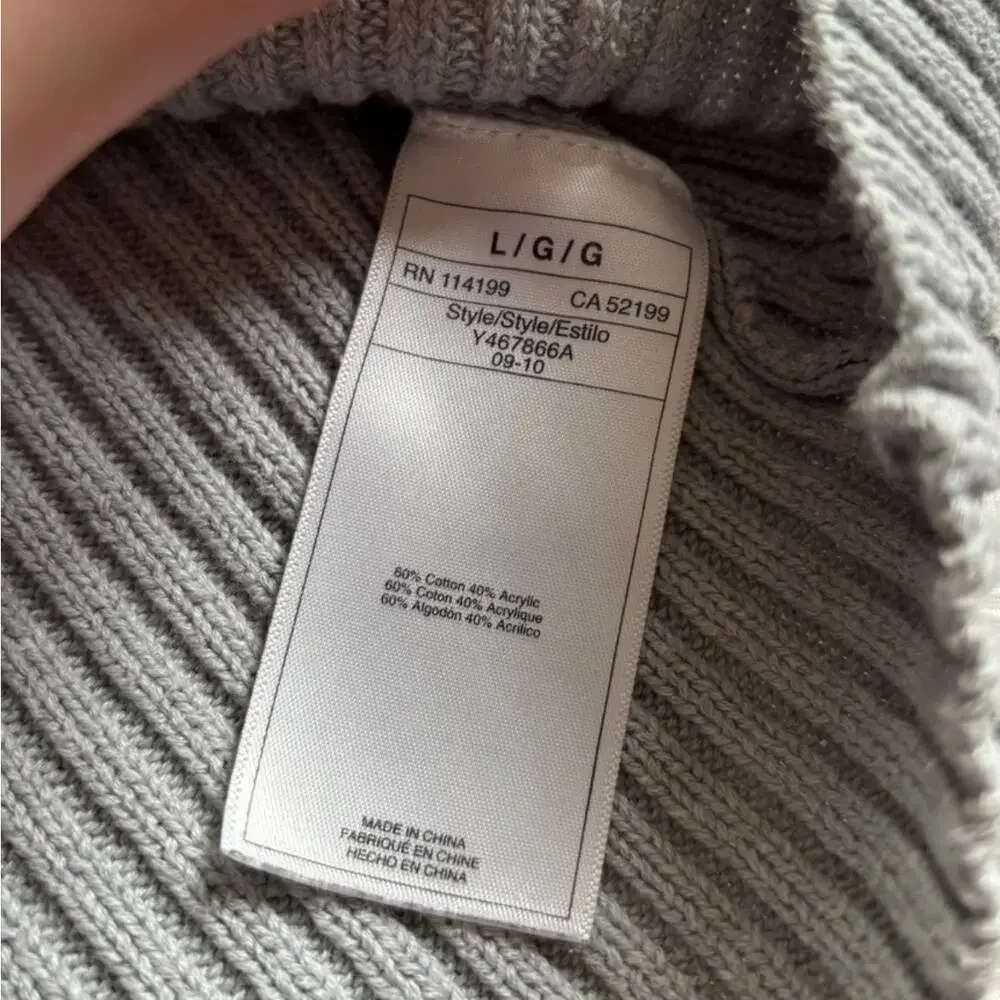 L/G/G
RN 114199 CA 52199
Style/Style/Estilo
Y467866A
09-10
60% Cotton 40% Acrylic
60% Coton 40% Acrylique
60% Algodón 40% Acrilico
MADE IN CHINA
FABRIQUÉ EN CHINE
HECHO EN CHINA